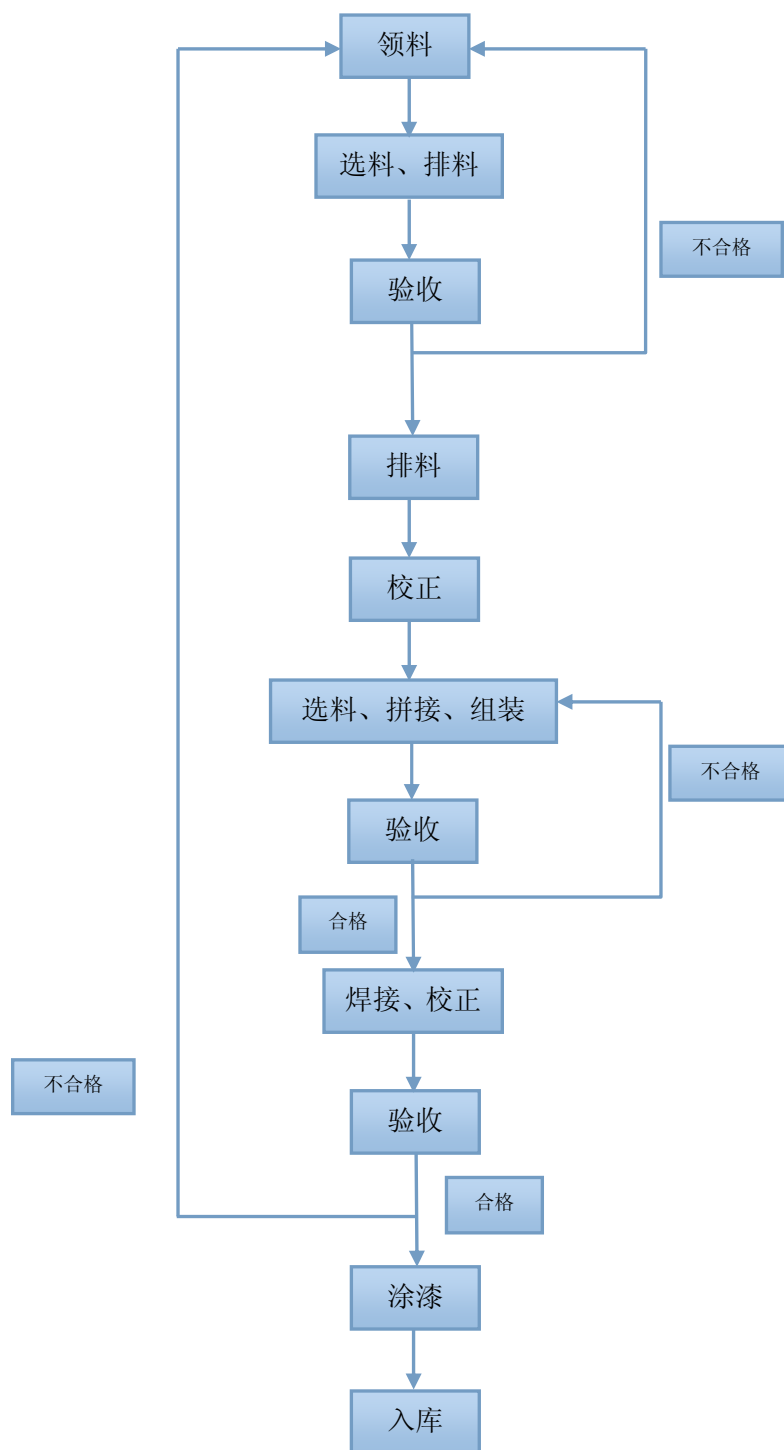 领料
选料、排料
不合格
验收
排料
校正
选料、拼接、组装
不合格
验收
合格
焊接、校正
不合格
验收
合格
涂漆
入库